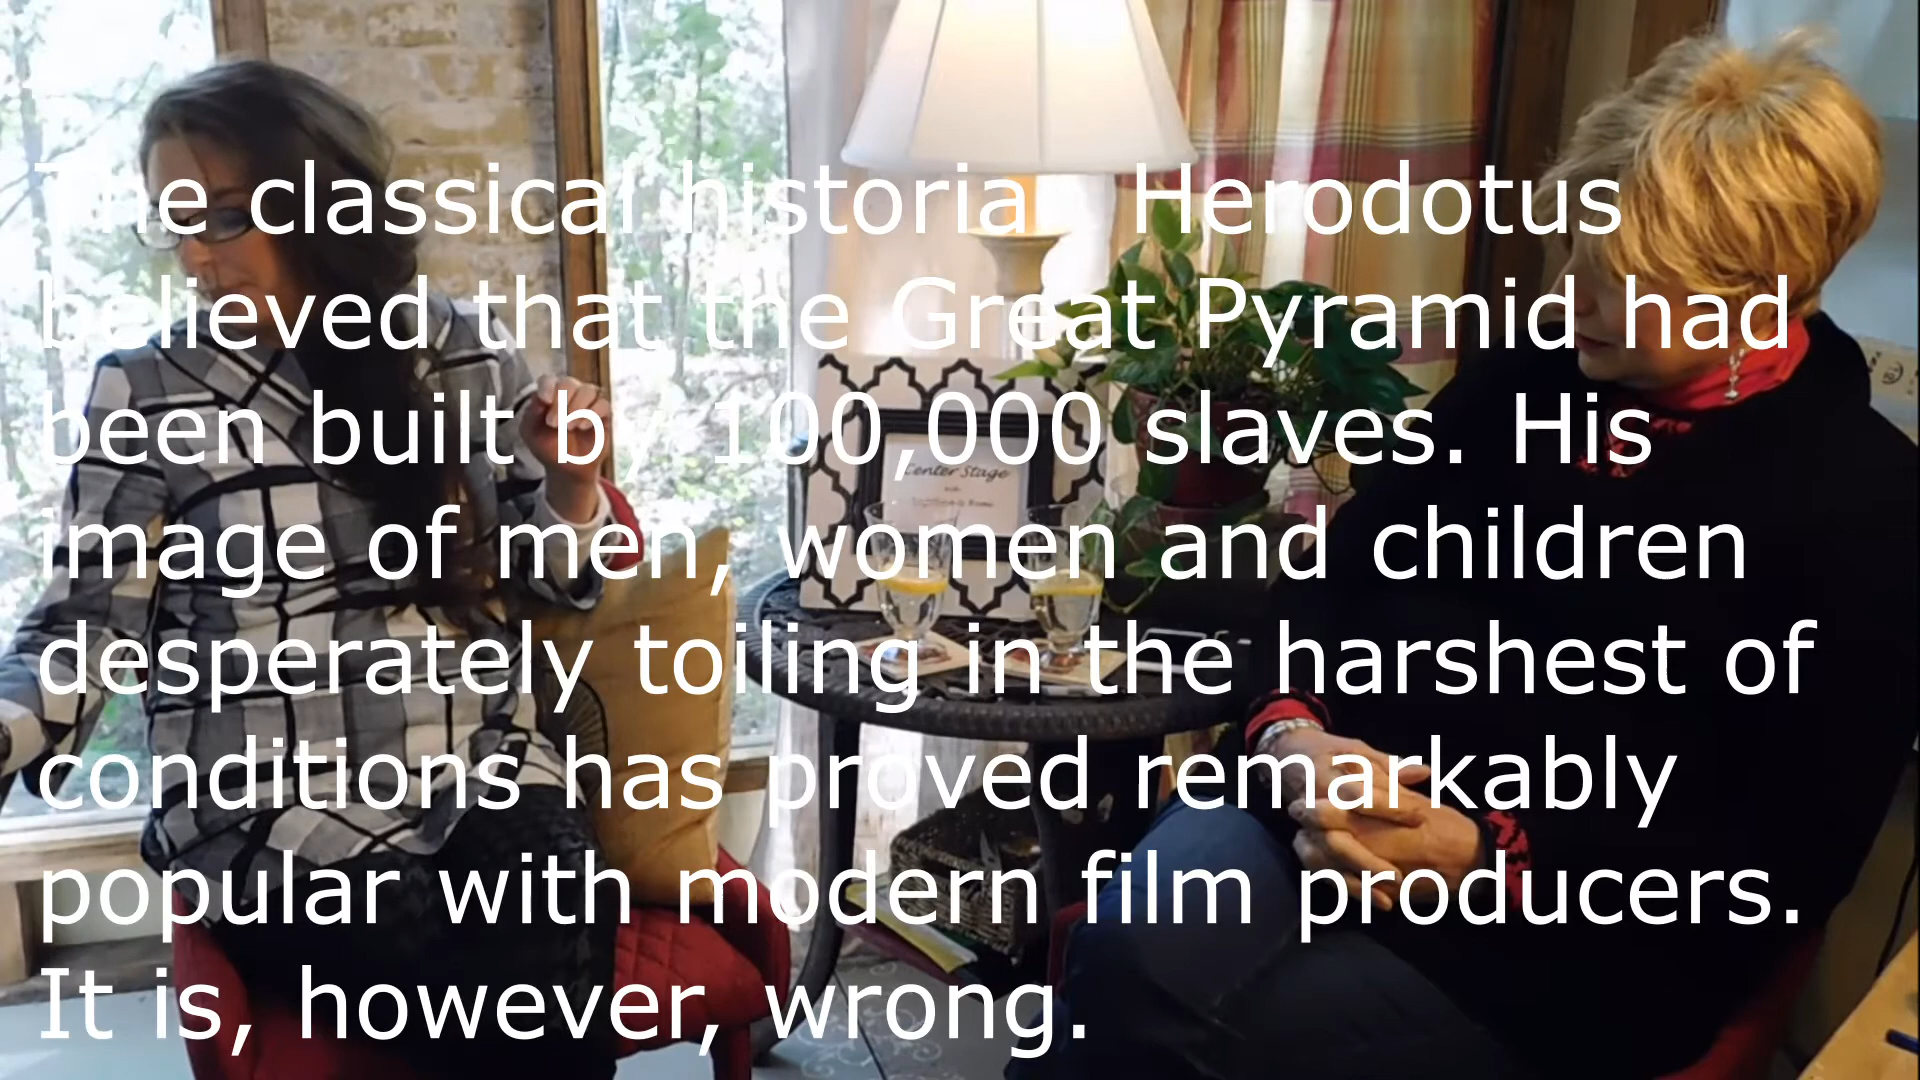 The classical historian Herodotus
believed that the Great Pyramid had
been built by 100,000 slaves. His
image of men, women and children
desperately toiling in the harshest of
conditions has proved remarkably
popular with modern film producers.
It is, however, wrong.
Center Stage